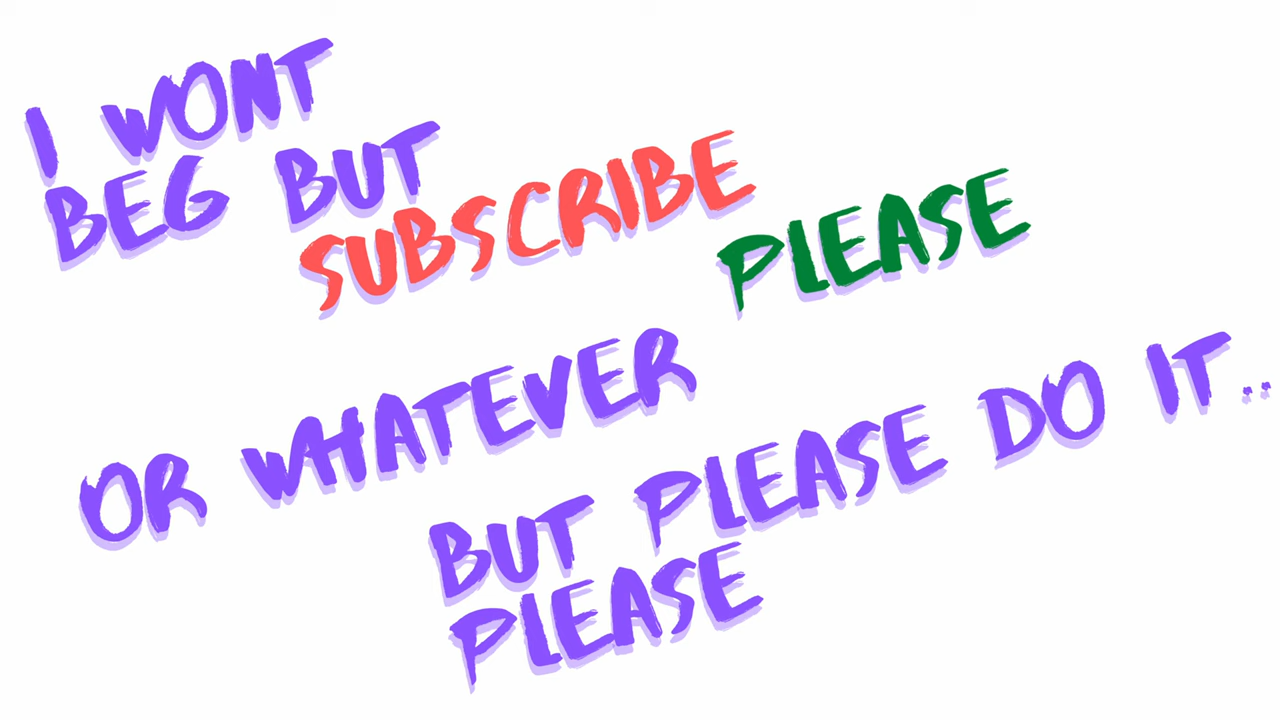 I WONT
BEG BUT
SUBSCRIBE
PLEASE
OR WHATEVER
BUT PLEASE DO IT..
PLEASE